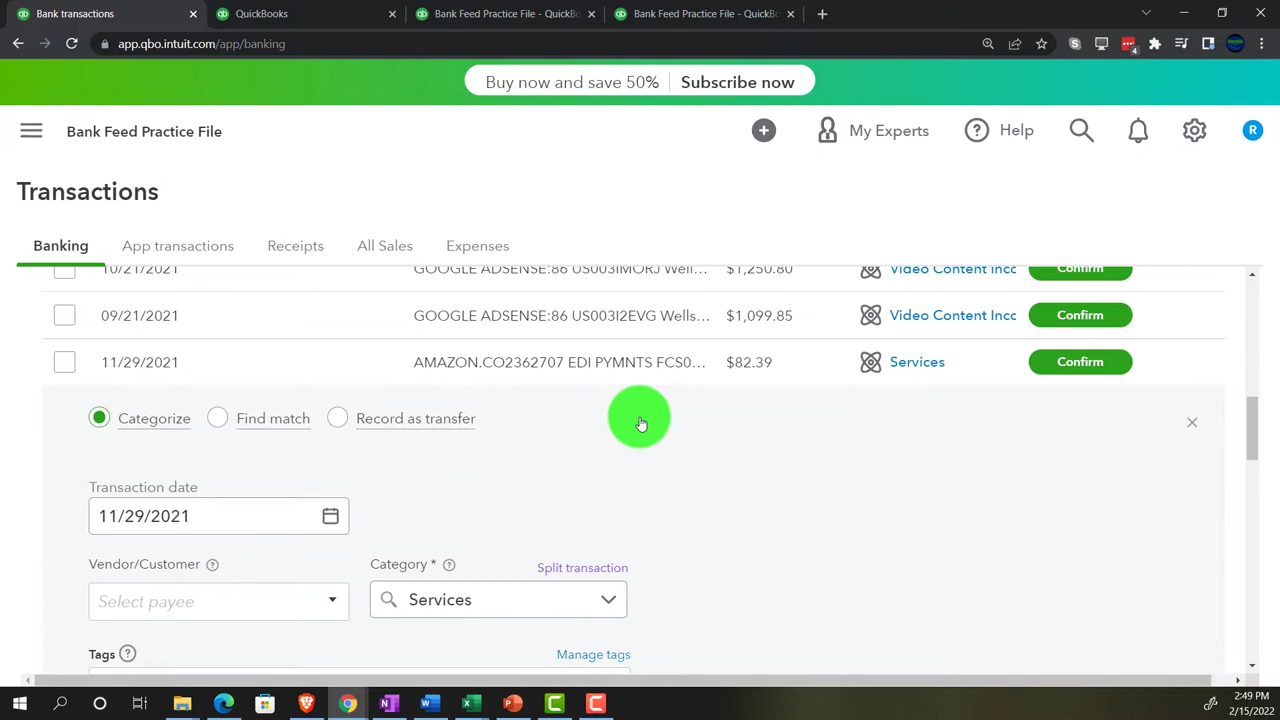 Bank transactions
QuickBooks
Bank Feed Practice File - QuickBo
Bank Feed Practice File - QuickBo
app.qbo.intuit.com/app/banking
4
Buy now and save 50%
Subscribe now
Bank Feed Practice File
My Experts
Help
R
Transactions
Banking
App transactions
Receipts
All Sales
Expenses
10/21/2021 GOOGLE ADSENSE:86 US003IMORJ Well... $1,250.80 Video Content Inco Confirm
09/21/2021 GOOGLE ADSENSE:86 US003I2EVG Wells... $1,099.85 Video Content Inco Confirm
11/29/2021 AMAZON.CO2362707 EDI PYMNTS FCS0... $82.39 Services Confirm
Categorize
Find match
Record as transfer
Transaction date
11/29/2021
Vendor/Customer
Category *
Split transaction
Select payee
Services
Tags
Manage tags
2:49 PM
2/15/2022